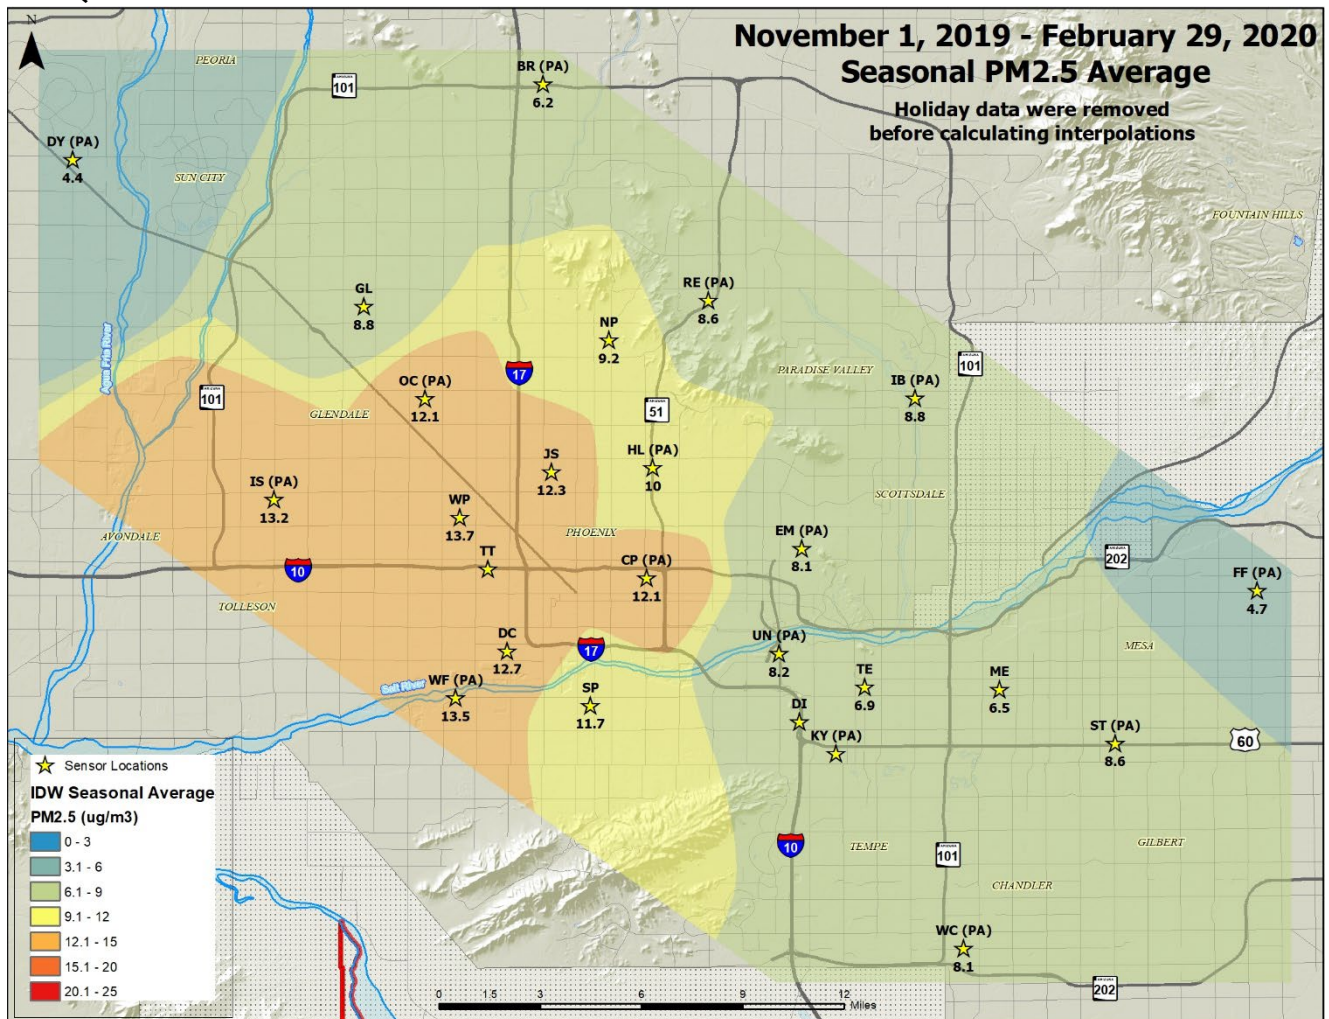 November 1, 2019 - February 29, 2020
Seasonal PM2.5 Average
Holiday data were removed
before calculating interpolations
N
PEORIA
BR (PA)
6.2
ARIZONA
101
DY (PA)
4.4
SUN CITY
FOUNTAIN HILLS
GL
8.8
RE (PA)
8.6
NP
9.2
Agua Fria River
17
PARADISE VALLEY
ARIZONA
101
OC (PA)
12.1
IB (PA)
8.8
ARIZONA
101
GLENDALE
ARIZONA
51
JS
12.3
HL (PA)
10
IS (PA)
13.2
SCOTTSDALE
WP
13.7
AVONDALE
PHOENIX
EM (PA)
8.1
TT
10
CP (PA)
12.1
ARIZONA
202
FF (PA)
4.7
TOLLESON
DC
12.7
17
UN (PA)
8.2
MESA
WF (PA)
13.5
Salt River
SP
11.7
TE
6.9
ME
6.5
DI
KY (PA)
ST (PA)
8.6
60
10
TEMPE
ARIZONA
101
GILBERT
CHANDLER
WC (PA)
8.1
ARIZONA
202
Sensor Locations
IDW Seasonal Average
PM2.5 (ug/m3)
0 - 3
3.1 - 6
6.1 - 9
9.1 - 12
12.1 - 15
15.1 - 20
20.1 - 25
0 1.5 3 6 9 12
Miles